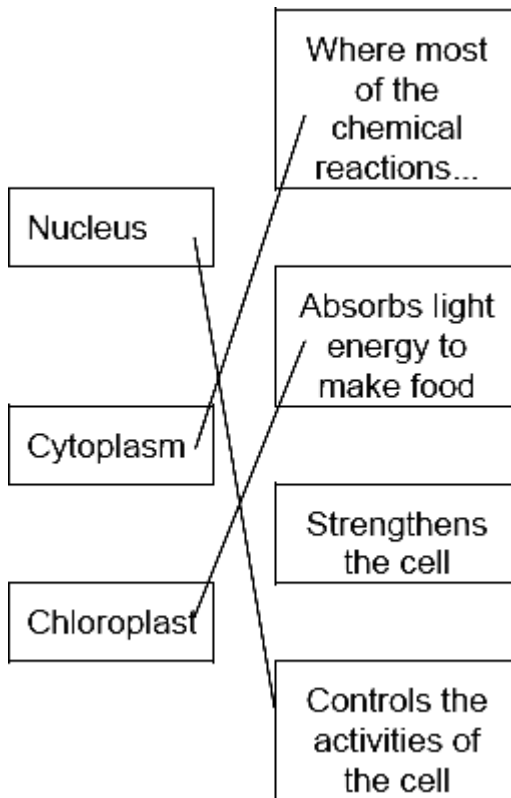 Nucleus
Cytoplasm
Chloroplast
Where most
of the
chemical
reactions...
Absorbs light
energy to
make food
Strengthens
the cell
Controls the
activities of
the cell